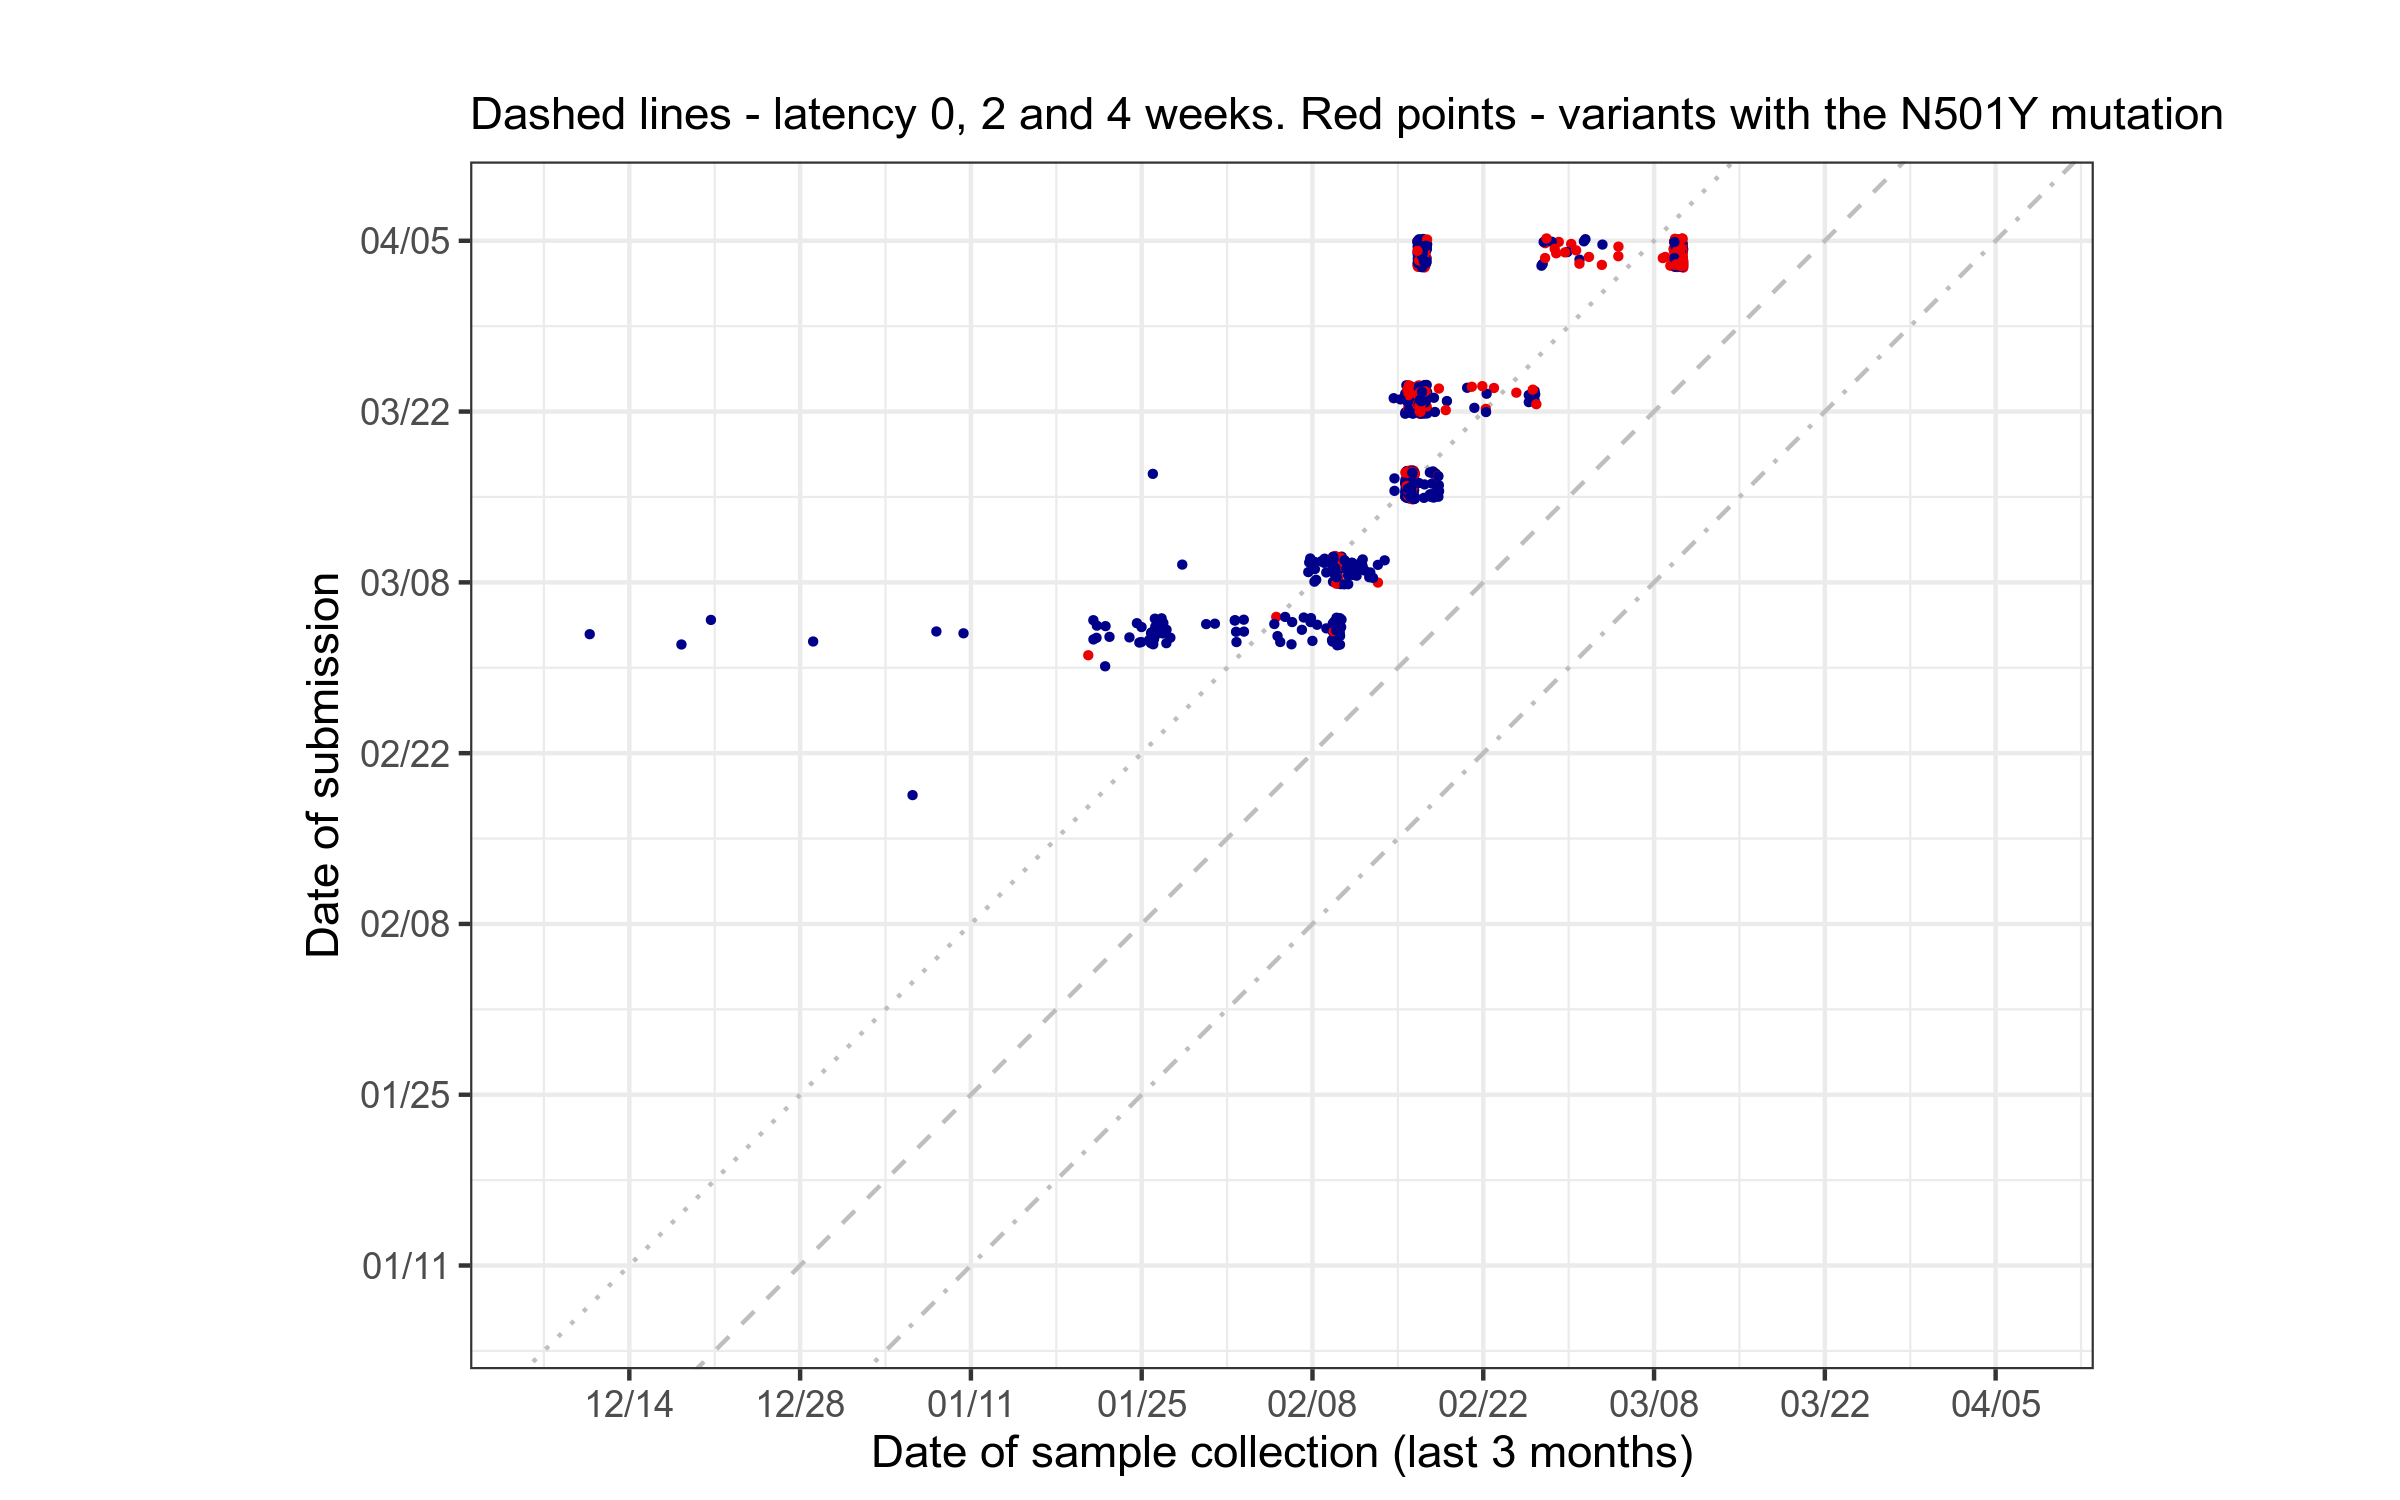 Dashed lines - latency 0, 2 and 4 weeks. Red points - variants with the N501Y mutation
Date of submission
04/05
03/22
03/08
02/22
02/08
01/25
01/11
12/14 12/28 01/11 01/25 02/08 02/22 03/08 03/22 04/05
Date of sample collection (last 3 months)